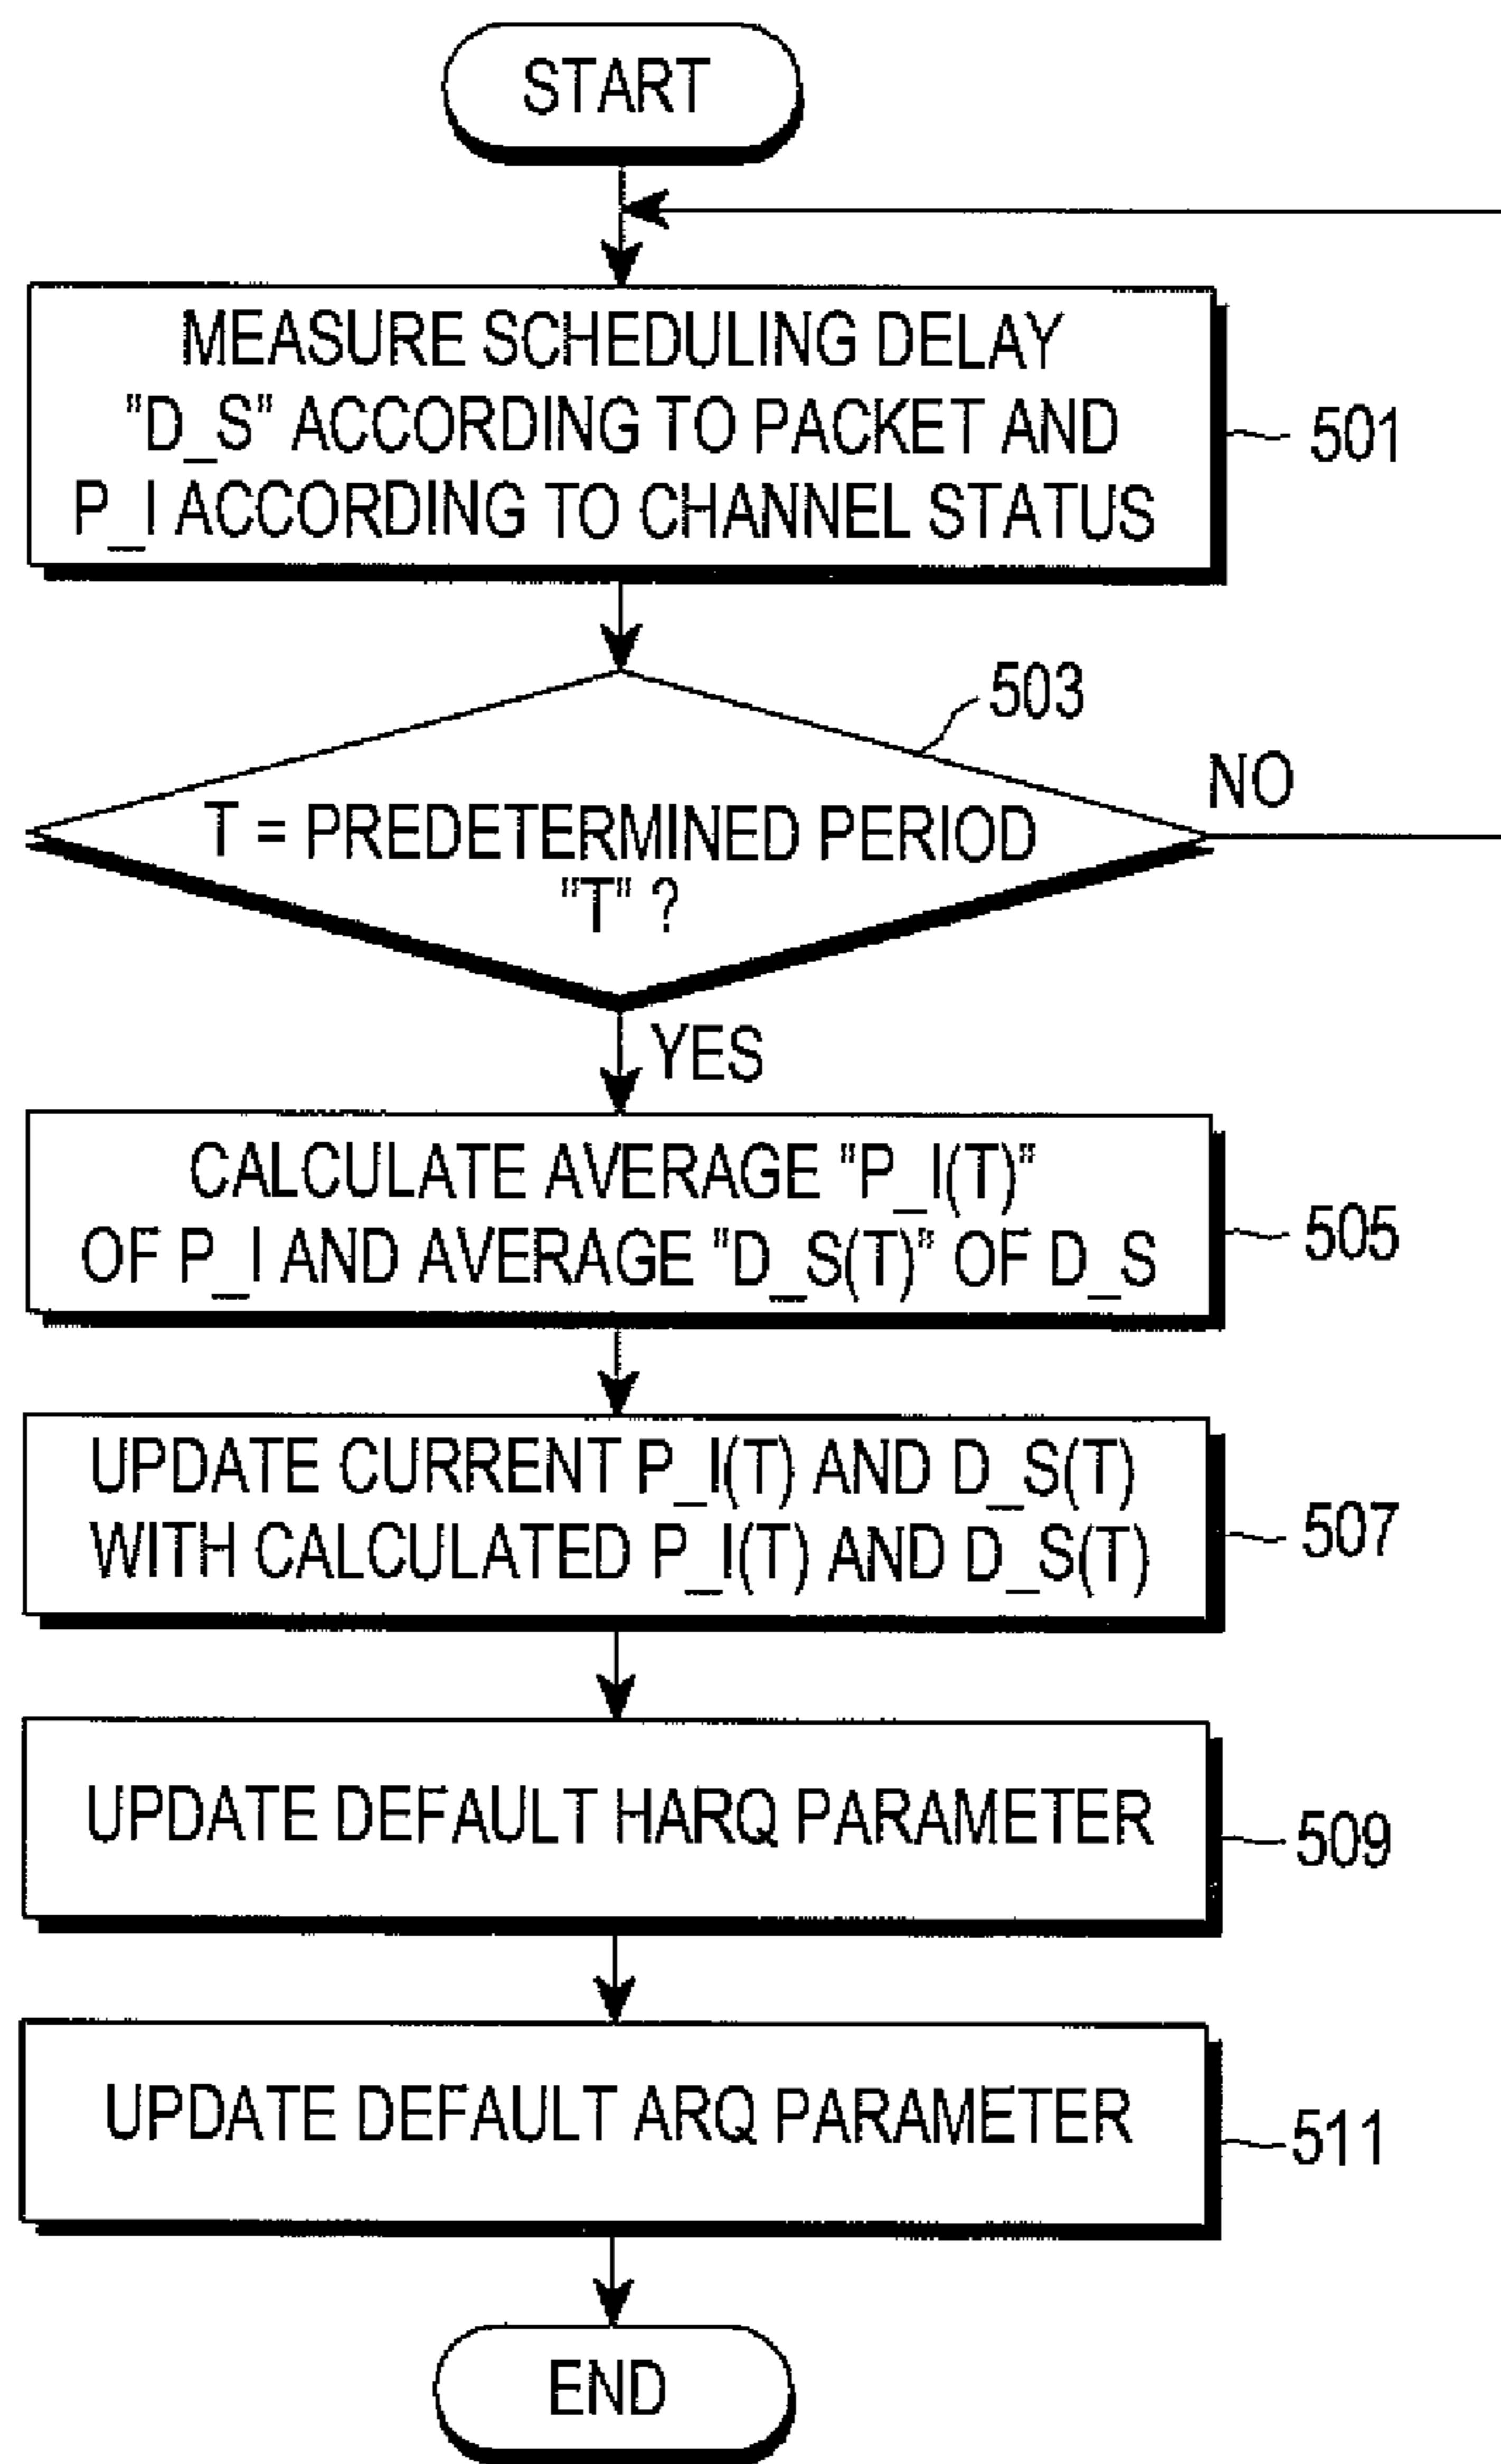 START
MEASURE SCHEDULING DELAY
"D_S" ACCORDING TO PACKET AND
P_I ACCORDING TO CHANNEL STATUS
501
503
NO
T = PREDETERMINED PERIOD
"T" ?
YES
CALCULATE AVERAGE "P_I(T)"
OF P_I AND AVERAGE "D_S(T)" OF D_S
505
UPDATE CURRENT P_I(T) AND D_S(T)
WITH CALCULATED P_I(T) AND D_S(T)
507
UPDATE DEFAULT HARQ PARAMETER
509
UPDATE DEFAULT ARQ PARAMETER
511
END